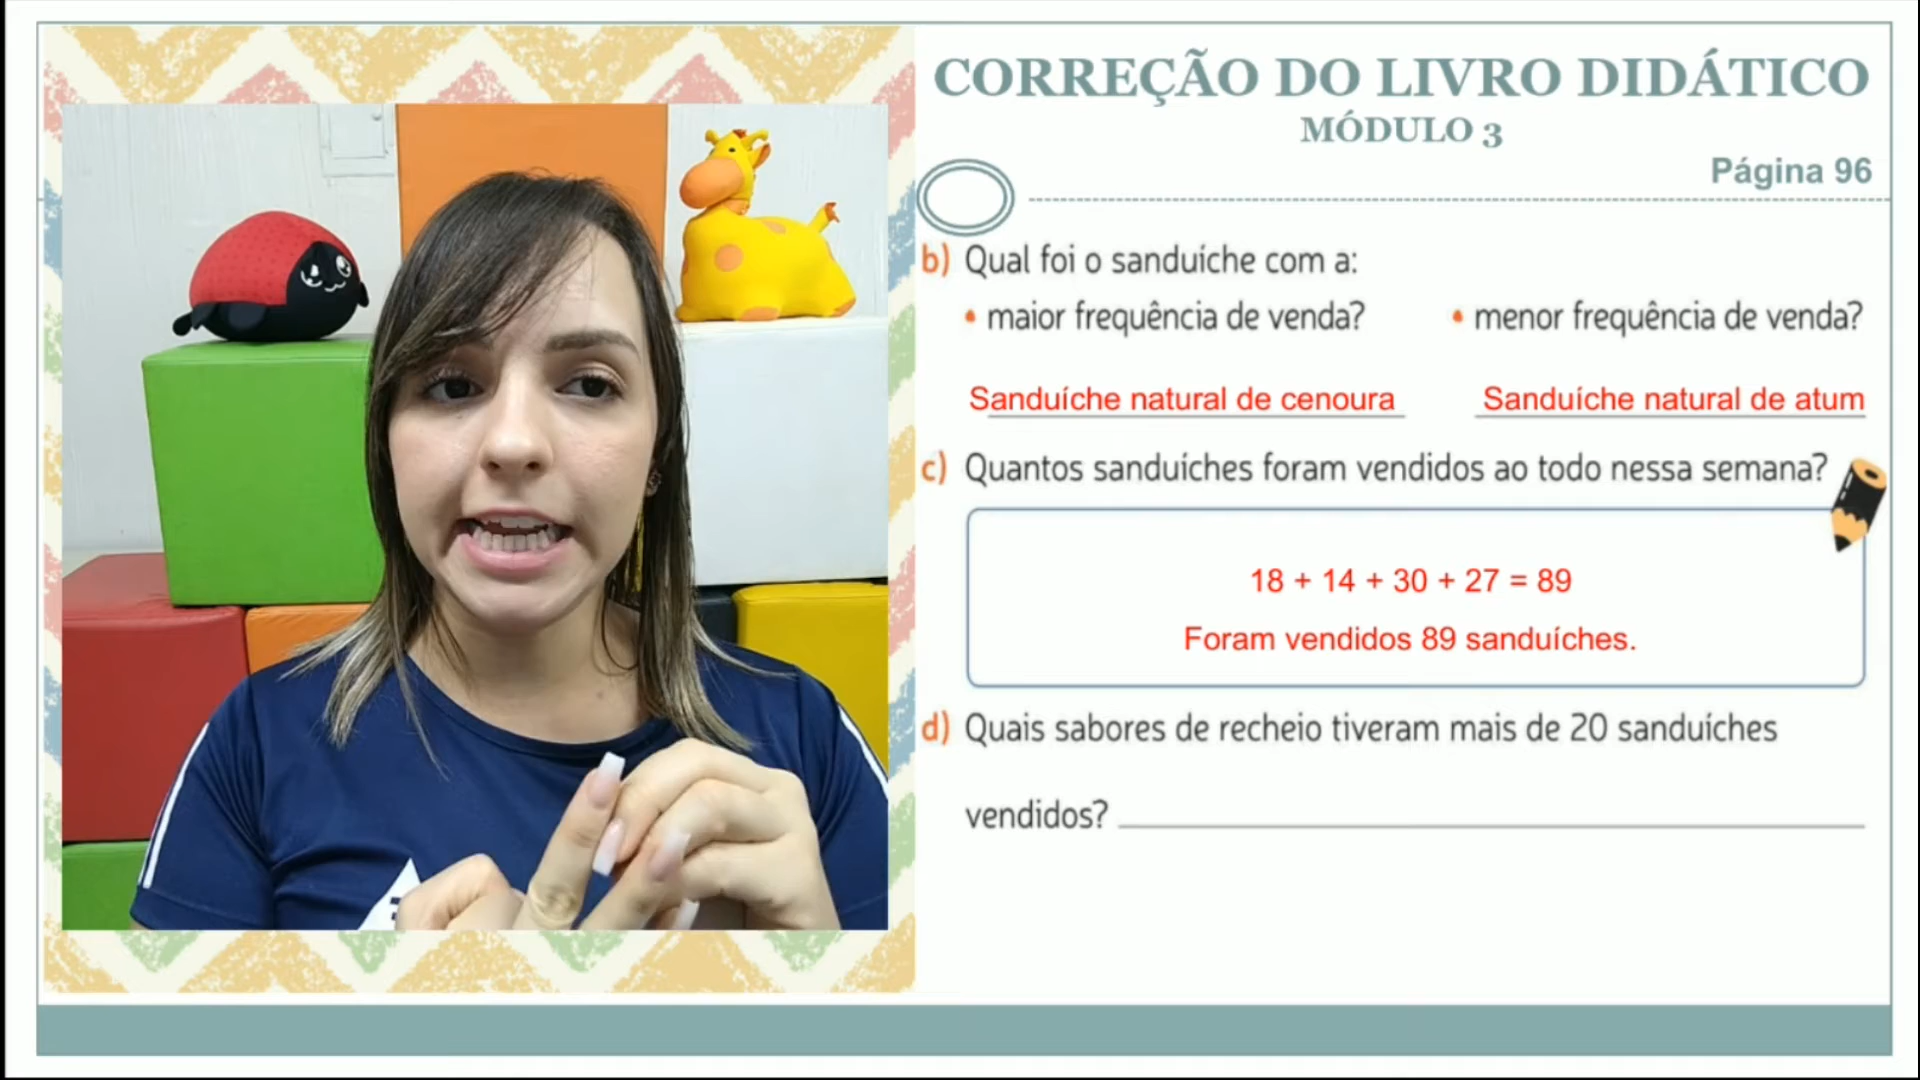 CORREÇÃO DO LIVRO DIDÁTICO
MÓDULO 3
Página 96
b) Qual foi o sanduíche com a:
• maior frequência de venda? • menor frequência de venda?
Sanduíche natural de cenoura Sanduíche natural de atum
c) Quantos sanduíches foram vendidos ao todo nessa semana?
18 + 14 + 30 + 27 = 89
Foram vendidos 89 sanduíches.
d) Quais sabores de recheio tiveram mais de 20 sanduíches
vendidos?